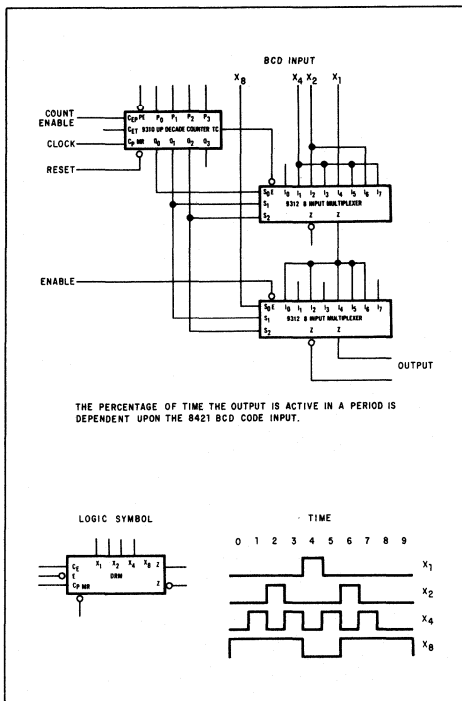 BCD INPUT
X8 X4 X2 X1
COUNT ENABLE
CLOCK
RESET
CEP PE P0 P1 P2 P3
CET 9310 UP DECADE COUNTER TC
CP MR Q0 Q1 Q2 Q3
S0 E I0 I1 I2 I3 I4 I5 I6 I7
S1 9312 8 INPUT MULTIPLEXER
S2 Z Z
ENABLE
S0 E I0 I1 I2 I3 I4 I5 I6 I7
S1 9312 8 INPUT MULTIPLEXER
S2 Z Z
OUTPUT
THE PERCENTAGE OF TIME THE OUTPUT IS ACTIVE IN A PERIOD IS
DEPENDENT UPON THE 8421 BCD CODE INPUT.
LOGIC SYMBOL
CE X1 X2 X4 X8 Z
E DRM
CP MR Z
TIME
0 1 2 3 4 5 6 7 8 9
X1
X2
X4
X8